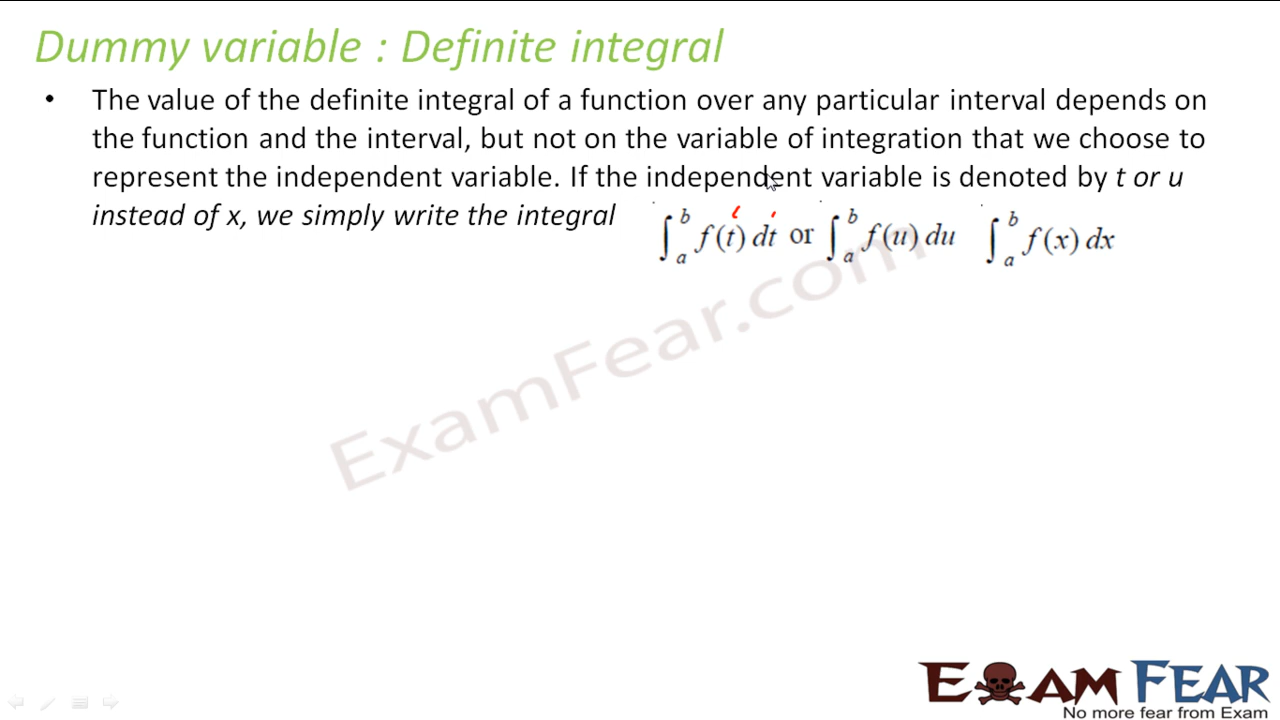 Dummy variable : Definite integral
• The value of the definite integral of a function over any particular interval depends on
the function and the interval, but not on the variable of integration that we choose to
represent the independent variable. If the independent variable is denoted by t or u
instead of x, we simply write the integral ∫_a^b f(t) dt or ∫_a^b f(u) du ∫_a^b f(x) dx
ExamFear.com
EXAM FEAR
No more fear from Exam